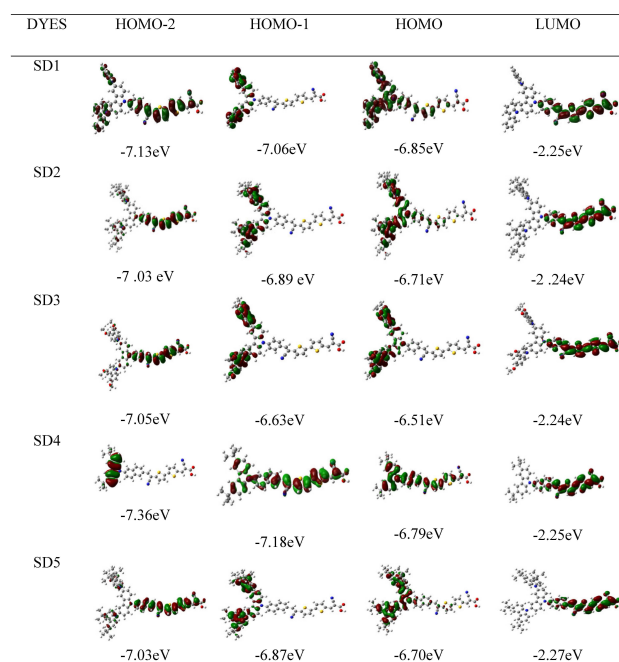 DYES HOMO-2 HOMO-1 HOMO LUMO
SD1
-7.13eV -7.06eV -6.85eV -2.25eV
SD2
-7 .03 eV -6.89 eV -6.71eV -2 .24eV
SD3
-7.05eV -6.63eV -6.51eV -2.24eV
SD4
-7.36eV -7.18eV -6.79eV -2.25eV
SD5
-7.03eV -6.87eV -6.70eV -2.27eV